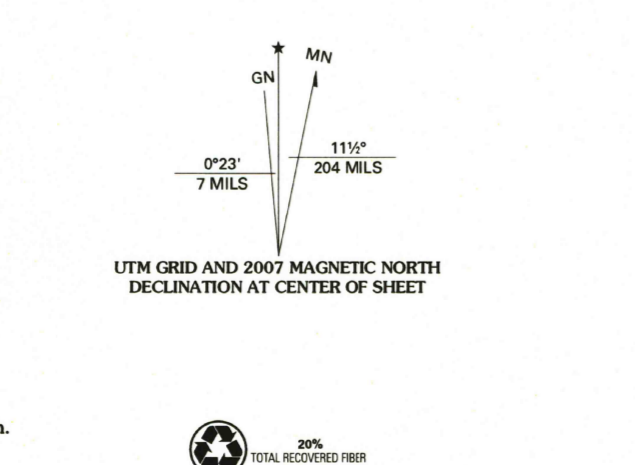 MN
GN
11½°
204 MILS
0°23'
7 MILS
UTM GRID AND 2007 MAGNETIC NORTH
DECLINATION AT CENTER OF SHEET
20%
TOTAL RECOVERED FIBER